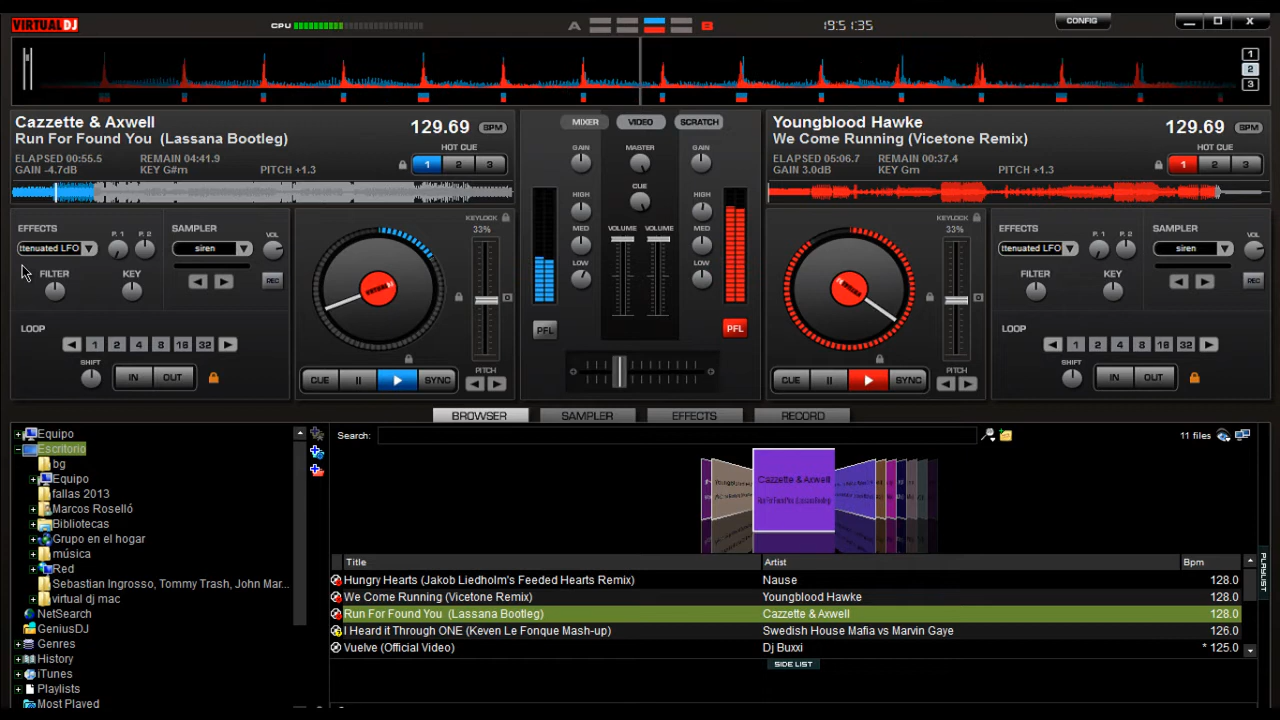 VIRTUAL DJ
CPU
A
B
19:51:35
CONFIG
X
1
2
3
Cazzette & Axwell
Run For Found You (Lassana Bootleg)
129.69 BPM
ELAPSED 00:55.5 REMAIN 04:41.9
GAIN -4.7dB KEY G#m PITCH +1.3
HOT CUE
1 2 3
MIXER VIDEO SCRATCH
GAIN MASTER GAIN
HIGH CUE HIGH
MED VOLUME VOLUME MED
LOW LOW
PFL PFL
Youngblood Hawke
We Come Running (Vicetone Remix)
129.69 BPM
ELAPSED 05:06.7 REMAIN 00:37.4
GAIN 3.0dB KEY Gm PITCH +1.3
HOT CUE
1 2 3
EFFECTS P. 1 P. 2 SAMPLER VOL
ttenuated LFO siren
FILTER KEY REC
LOOP
1 2 4 8 16 32
SHIFT IN OUT
KEYLOCK
33%
VIRTUALDJ
0
PITCH
CUE SYNC
EFFECTS P. 1 P. 2 SAMPLER VOL
ttenuated LFO siren
FILTER KEY REC
LOOP
1 2 4 8 16 32
SHIFT IN OUT
KEYLOCK
33%
0
PITCH
CUE SYNC
BROWSER SAMPLER EFFECTS RECORD
Equipo
Escritorio
bg
Equipo
fallas 2013
Marcos Roselló
Bibliotecas
Grupo en el hogar
música
Red
Sebastian Ingrosso, Tommy Trash, John Mar...
virtual dj mac
NetSearch
GeniusDJ
Genres
History
iTunes
Playlists
Most Played
Search:
11 files
Cazzette & Axwell
Title Artist Bpm
Hungry Hearts (Jakob Liedholm's Feeded Hearts Remix) Nause 128.0
We Come Running (Vicetone Remix) Youngblood Hawke 128.0
Run For Found You (Lassana Bootleg) Cazzette & Axwell 128.0
I Heard it Through ONE (Keven Le Fonque Mash-up) Swedish House Mafia vs Marvin Gaye 126.0
Vuelve (Official Video) Dj Buxxi * 125.0
SIDE LIST
PLAYLIST